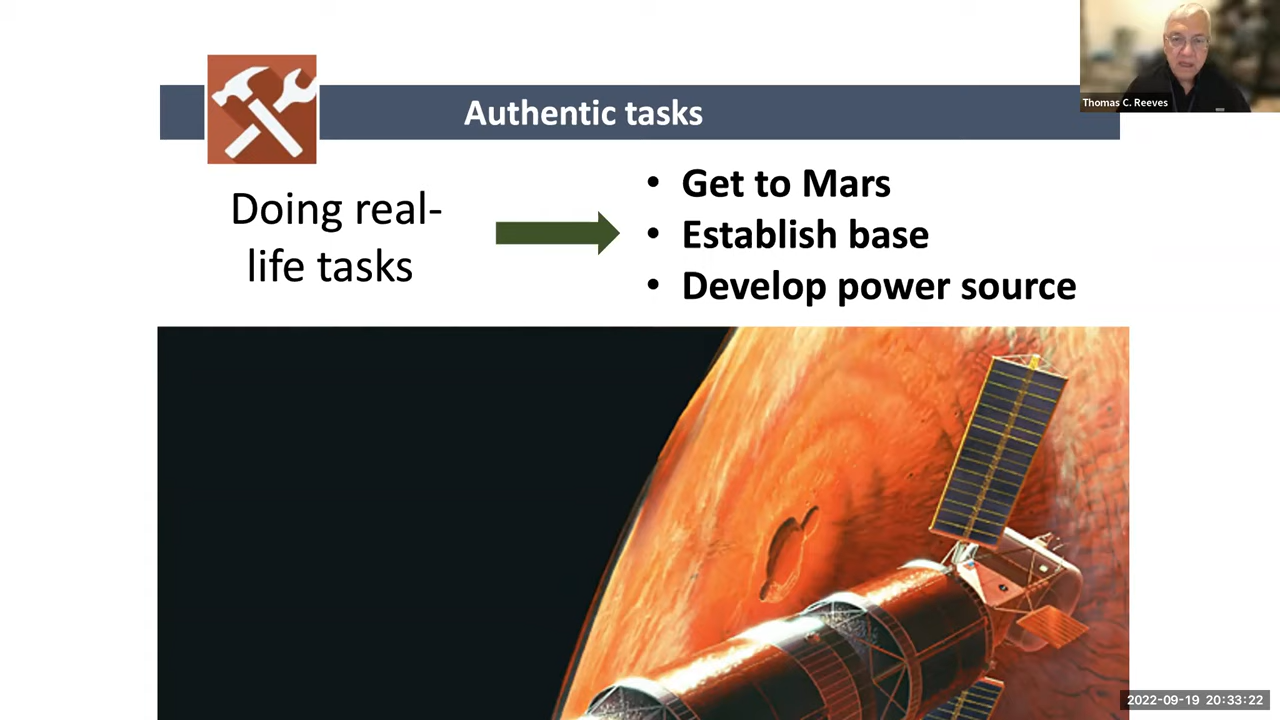 Thomas C. Reeves
Authentic tasks
Doing real-
life tasks
• Get to Mars
• Establish base
• Develop power source
2022-09-19 20:33:22